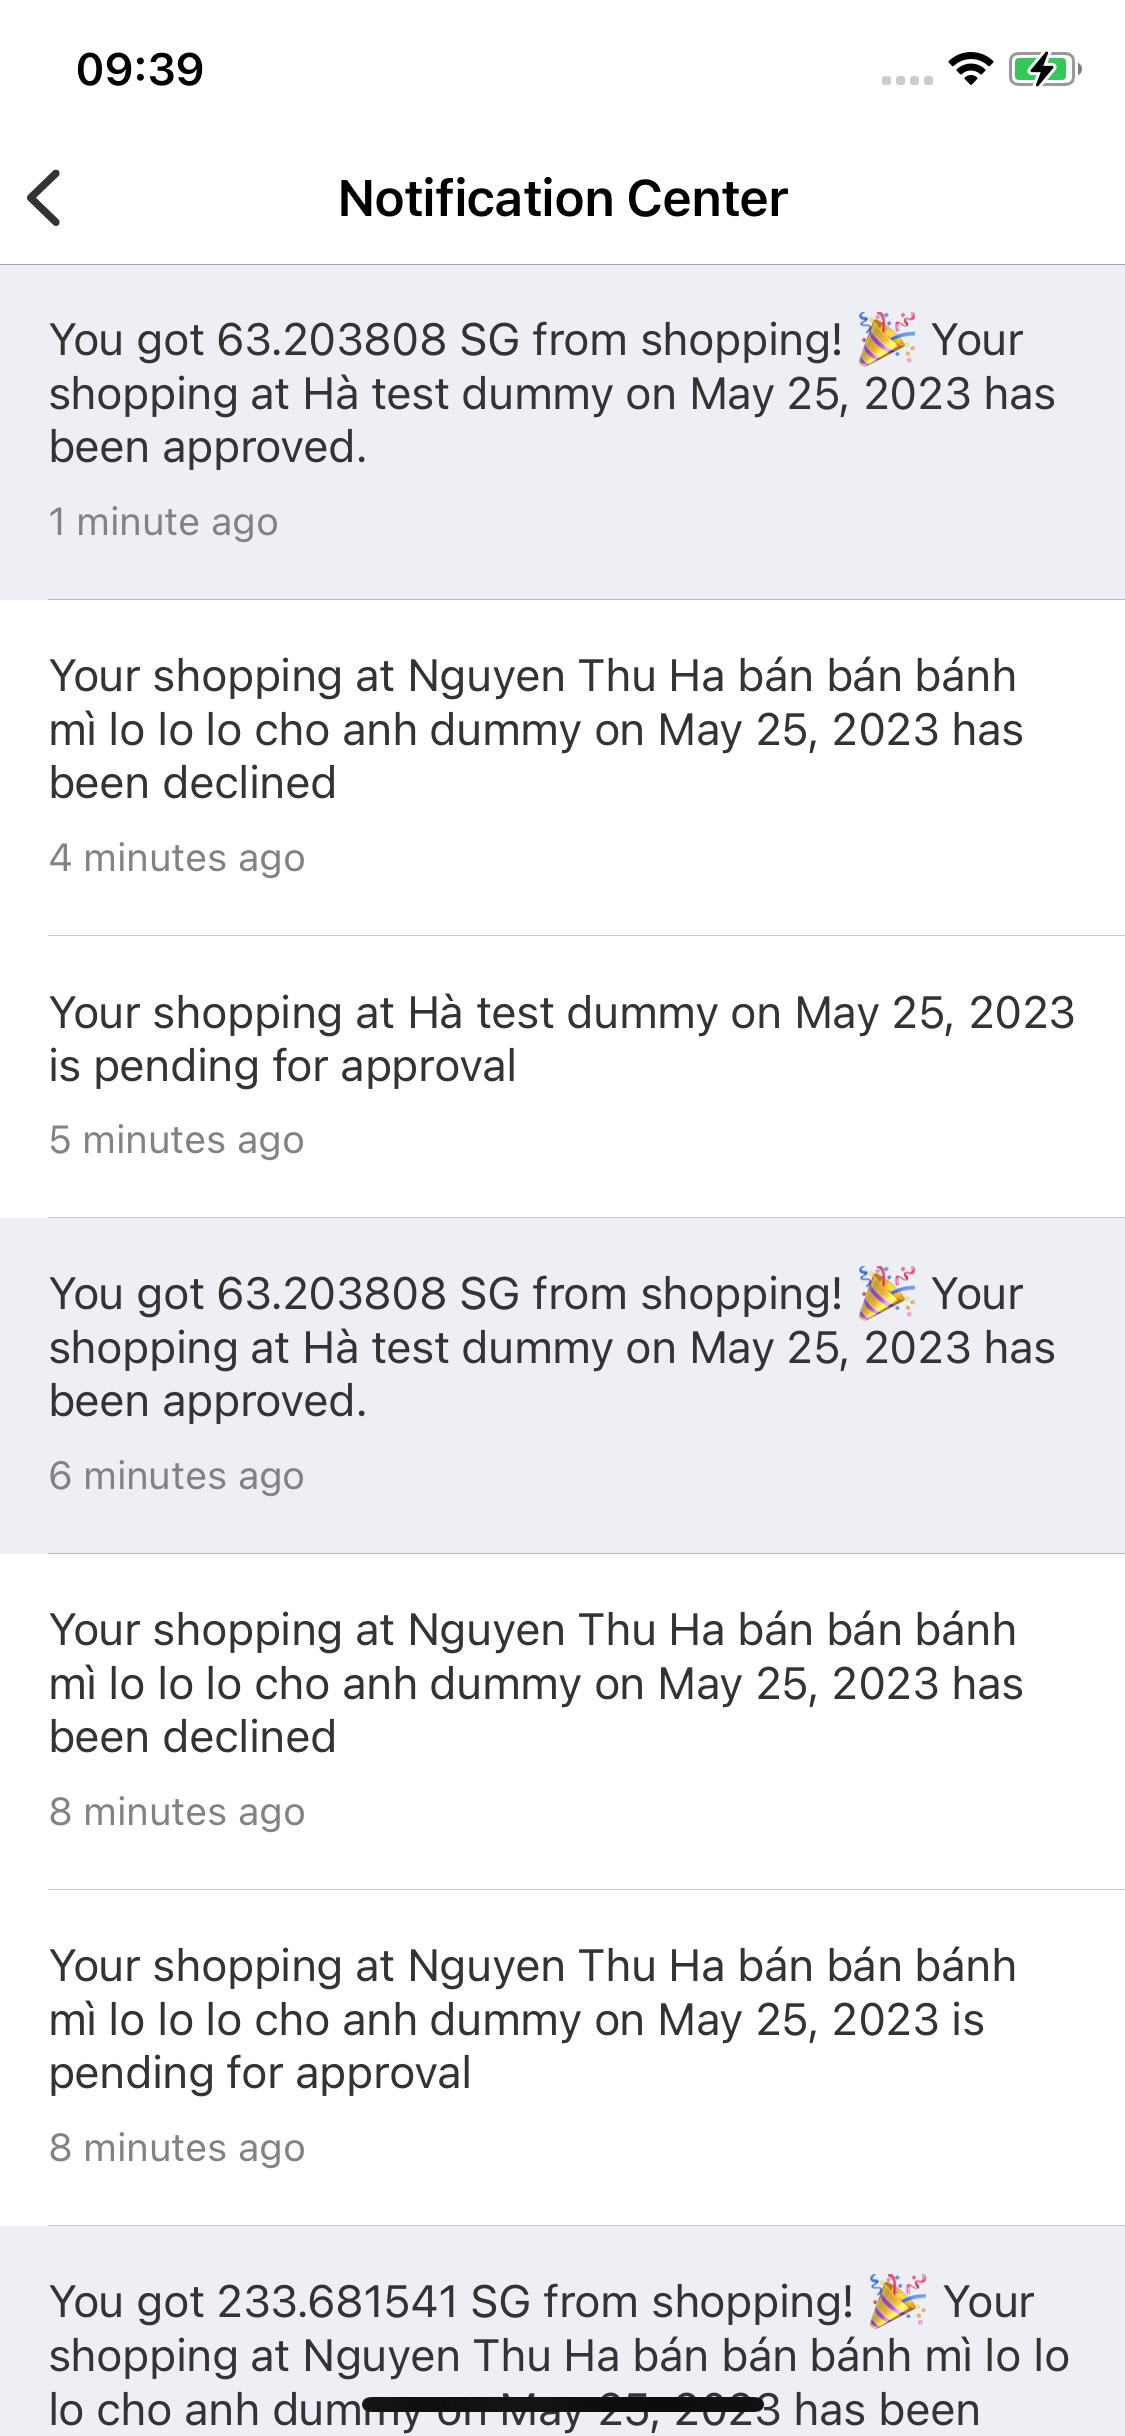 09:39
Notification Center
You got 63.203808 SG from shopping! 🎉 Your
shopping at Hà test dummy on May 25, 2023 has
been approved.
1 minute ago
Your shopping at Nguyen Thu Ha bán bán bánh
mì lo lo lo cho anh dummy on May 25, 2023 has
been declined
4 minutes ago
Your shopping at Hà test dummy on May 25, 2023
is pending for approval
5 minutes ago
You got 63.203808 SG from shopping! 🎉 Your
shopping at Hà test dummy on May 25, 2023 has
been approved.
6 minutes ago
Your shopping at Nguyen Thu Ha bán bán bánh
mì lo lo lo cho anh dummy on May 25, 2023 has
been declined
8 minutes ago
Your shopping at Nguyen Thu Ha bán bán bánh
mì lo lo lo cho anh dummy on May 25, 2023 is
pending for approval
8 minutes ago
You got 233.681541 SG from shopping! 🎉 Your
shopping at Nguyen Thu Ha bán bán bánh mì lo lo
lo cho anh dummy on May 25, 2023 has been